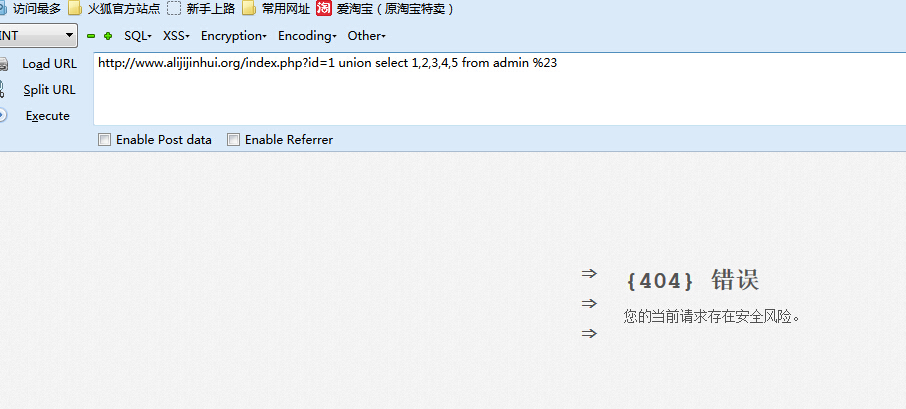 访问最多 火狐官方站点 新手上路 常用网址 淘 爱淘宝（原淘宝特卖）
INT SQL XSS Encryption Encoding Other
Load URL http://www.alijijinhui.org/index.php?id=1 union select 1,2,3,4,5 from admin %23
Split URL
Execute
Enable Post data Enable Referrer
⇒ {404} 错误
⇒ 您的当前请求存在安全风险。
⇒